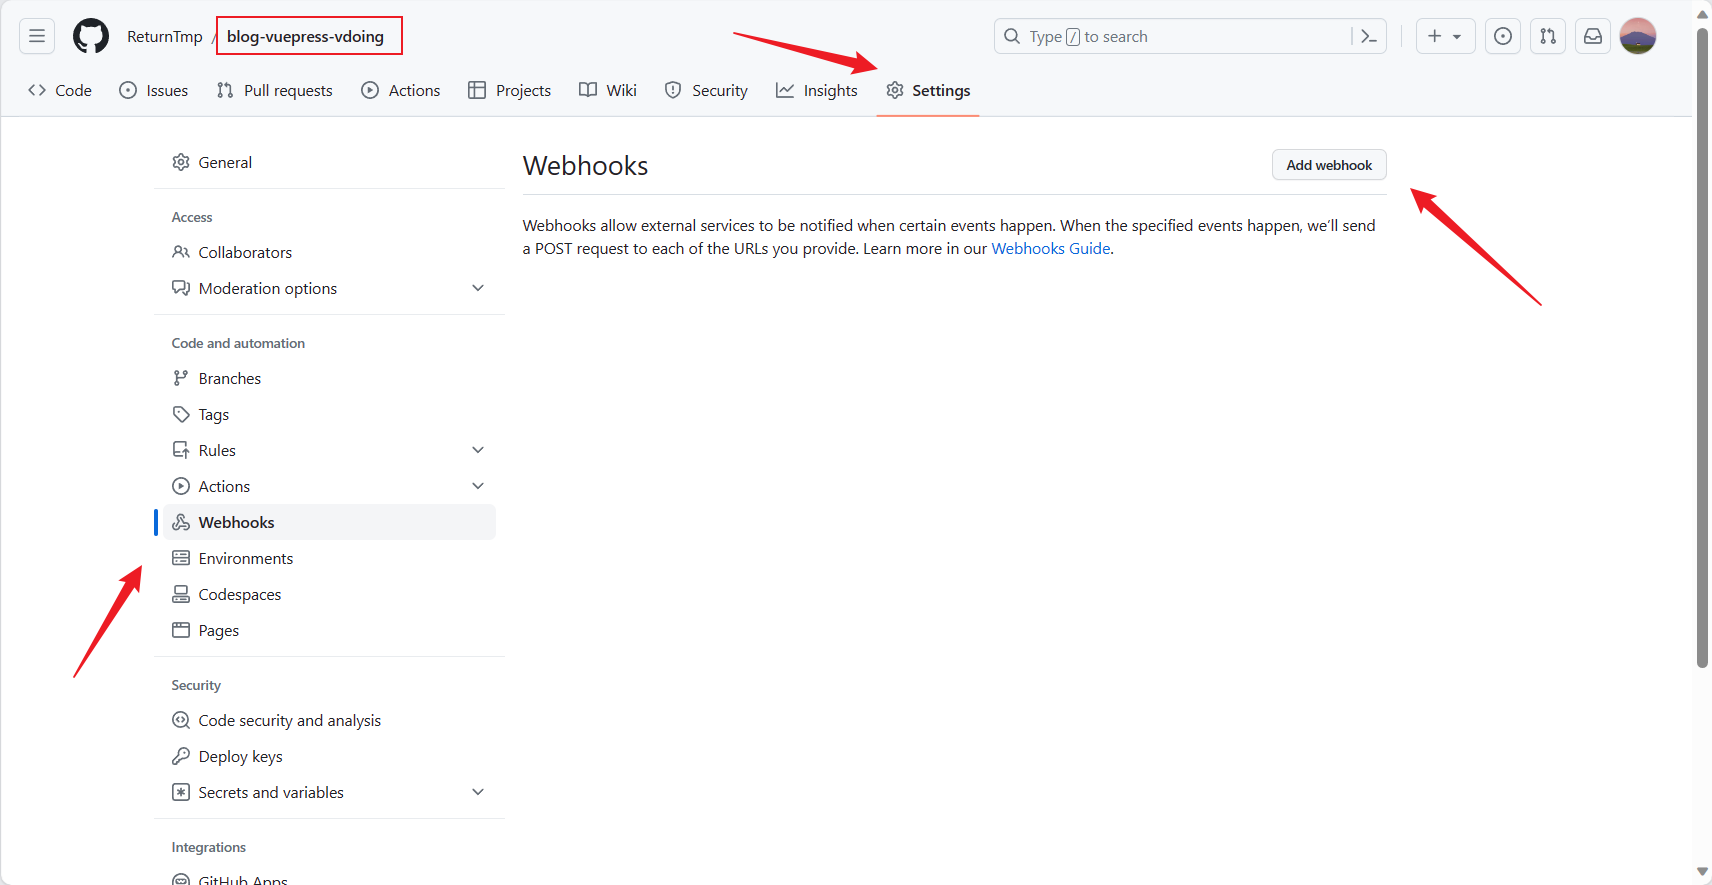 ReturnTmp / blog-vuepress-vdoing
Type / to search
Code Issues Pull requests Actions Projects Wiki Security Insights Settings
General
Access
Collaborators
Moderation options
Code and automation
Branches
Tags
Rules
Actions
Webhooks
Environments
Codespaces
Pages
Security
Code security and analysis
Deploy keys
Secrets and variables
Integrations
GitHub Apps
Webhooks
Add webhook
Webhooks allow external services to be notified when certain events happen. When the specified events happen, we’ll send
a POST request to each of the URLs you provide. Learn more in our Webhooks Guide.